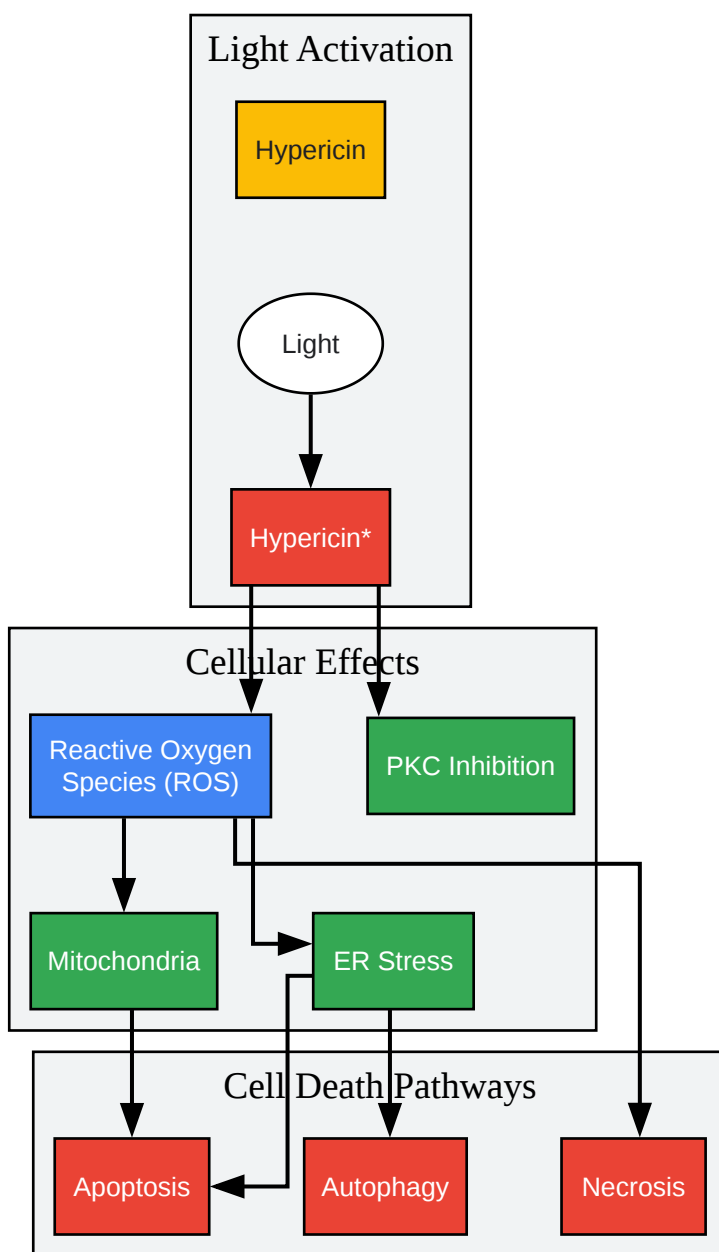 Light Activation
Hypericin
Light
Hypericin*
Cellular Effects
Reactive Oxygen
Species (ROS)
PKC Inhibition
Mitochondria
ER Stress
Cell Death Pathways
Apoptosis
Autophagy
Necrosis